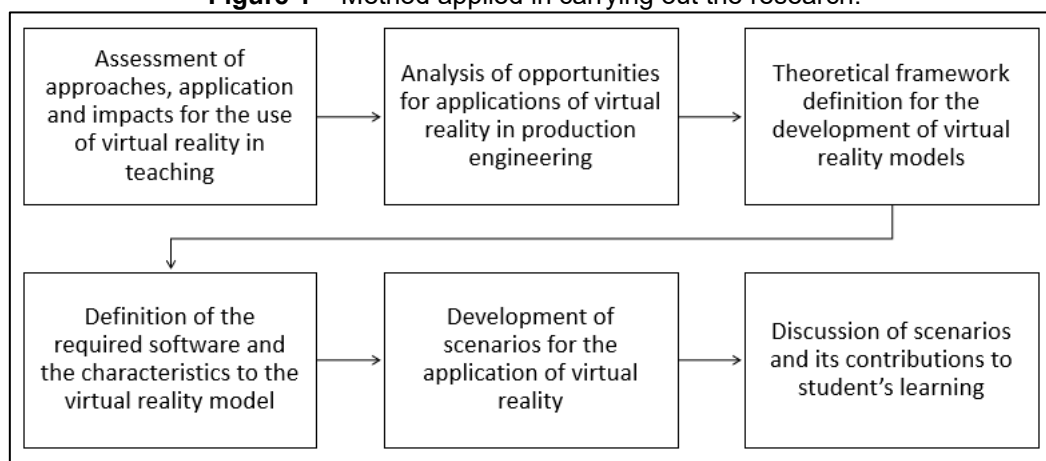 Figure 1 – Method applied in carrying out the research.
Assessment of
approaches, application
and impacts for the use
of virtual reality in
teaching
Analysis of opportunities
for applications of virtual
reality in production
engineering
Theoretical framework
definition for the
development of virtual
reality models
Definition of the
required software and
the characteristics to the
virtual reality model
Development of
scenarios for the
application of virtual
reality
Discussion of scenarios
and its contributions to
student's learning